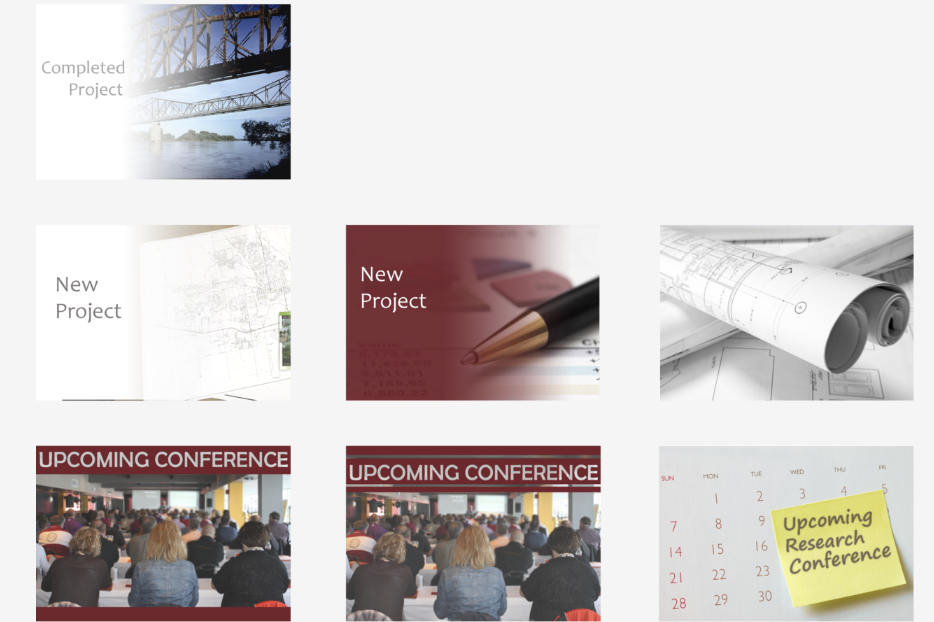 Completed
Project
New
Project
New
Project
UPCOMING CONFERENCE
UPCOMING CONFERENCE
SUN MON TUE WED THU FRI
1 2 3 4 5
7 8 9
14 15 16
21 22 23
28 29 30
Upcoming
Research
Conference